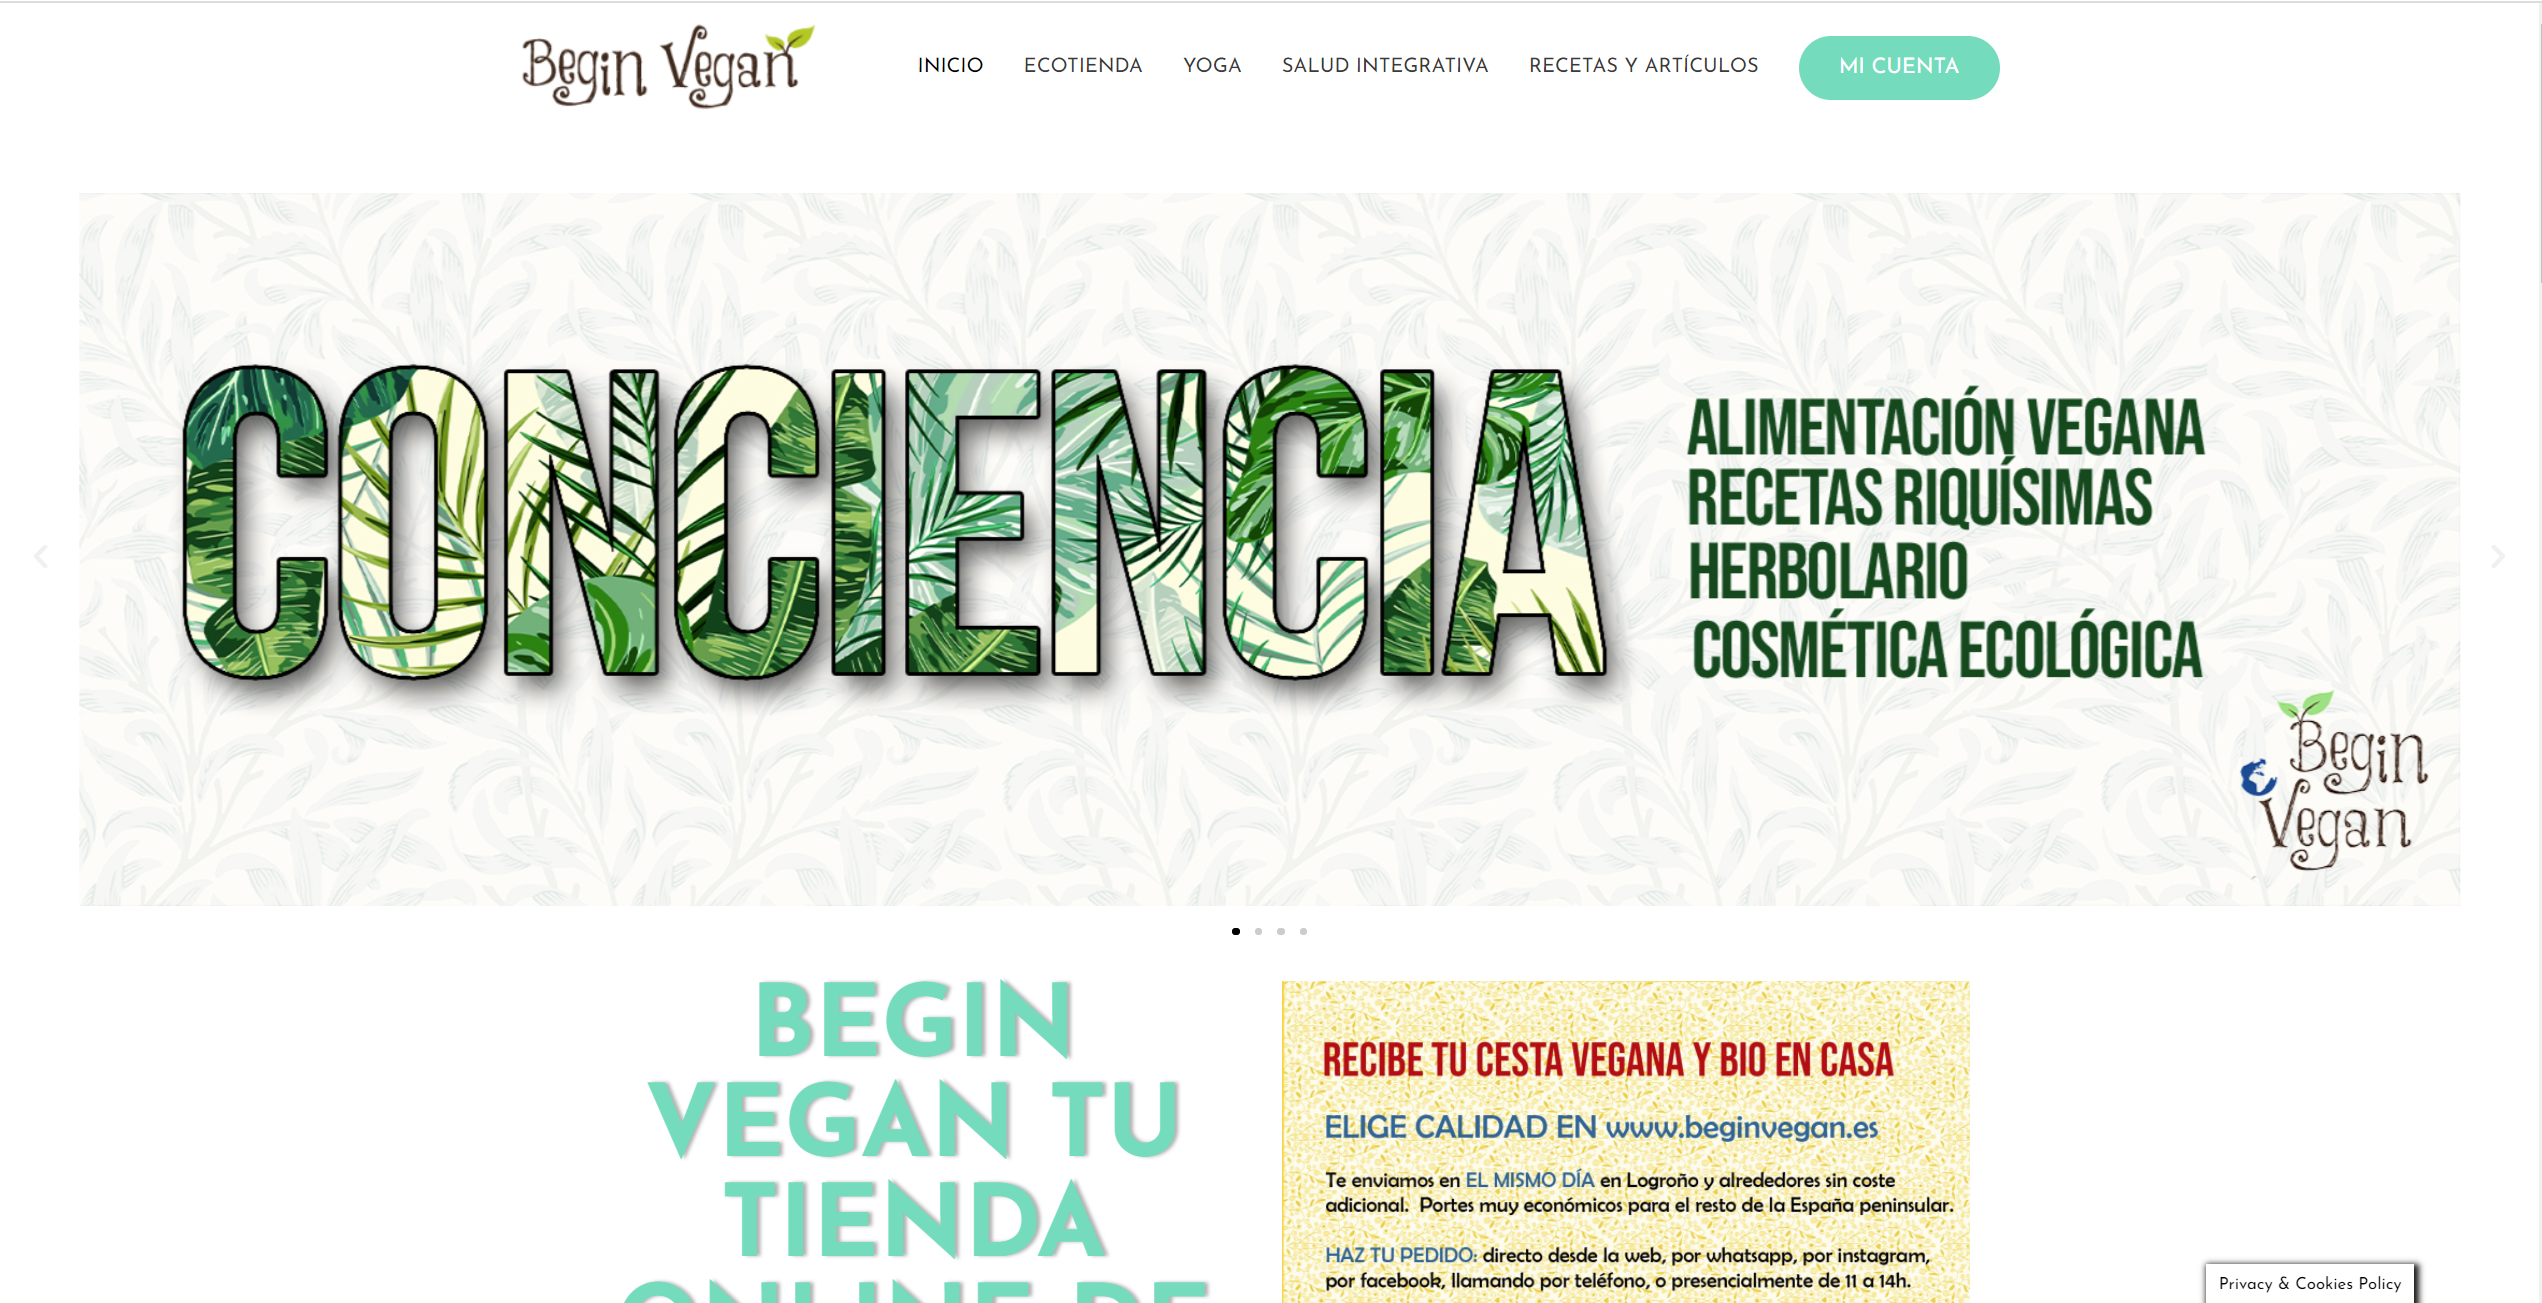 Begin Vegan
INICIO
ECOTIENDA
YOGA
SALUD INTEGRATIVA
RECETAS Y ARTÍCULOS
MI CUENTA
CONCIENCIA
ALIMENTACIÓN VEGANA
RECETAS RIQUÍSIMAS
HERBOLARIO
COSMÉTICA ECOLÓGICA
Begin
Vegan
BEGIN
VEGAN TU
TIENDA
ONLINE DE
RECIBE TU CESTA VEGANA Y BIO EN CASA
ELIGE CALIDAD EN www.beginvegan.es
Te enviamos en EL MISMO DÍA en Logroño y alrededores sin coste
adicional. Portes muy económicos para el resto de la España peninsular.
HAZ TU PEDIDO: directo desde la web, por whatsapp, por instagram,
por facebook, llamando por teléfono, o presencialmente de 11 a 14h.
Privacy & Cookies Policy